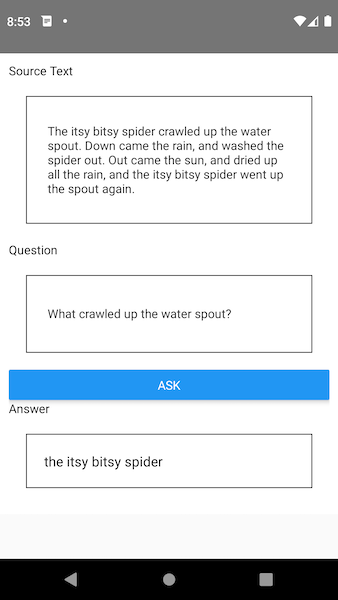 8:53
Source Text
The itsy bitsy spider crawled up the water
spout. Down came the rain, and washed the
spider out. Out came the sun, and dried up
all the rain, and the itsy bitsy spider went up
the spout again.
Question
What crawled up the water spout?
ASK
Answer
the itsy bitsy spider